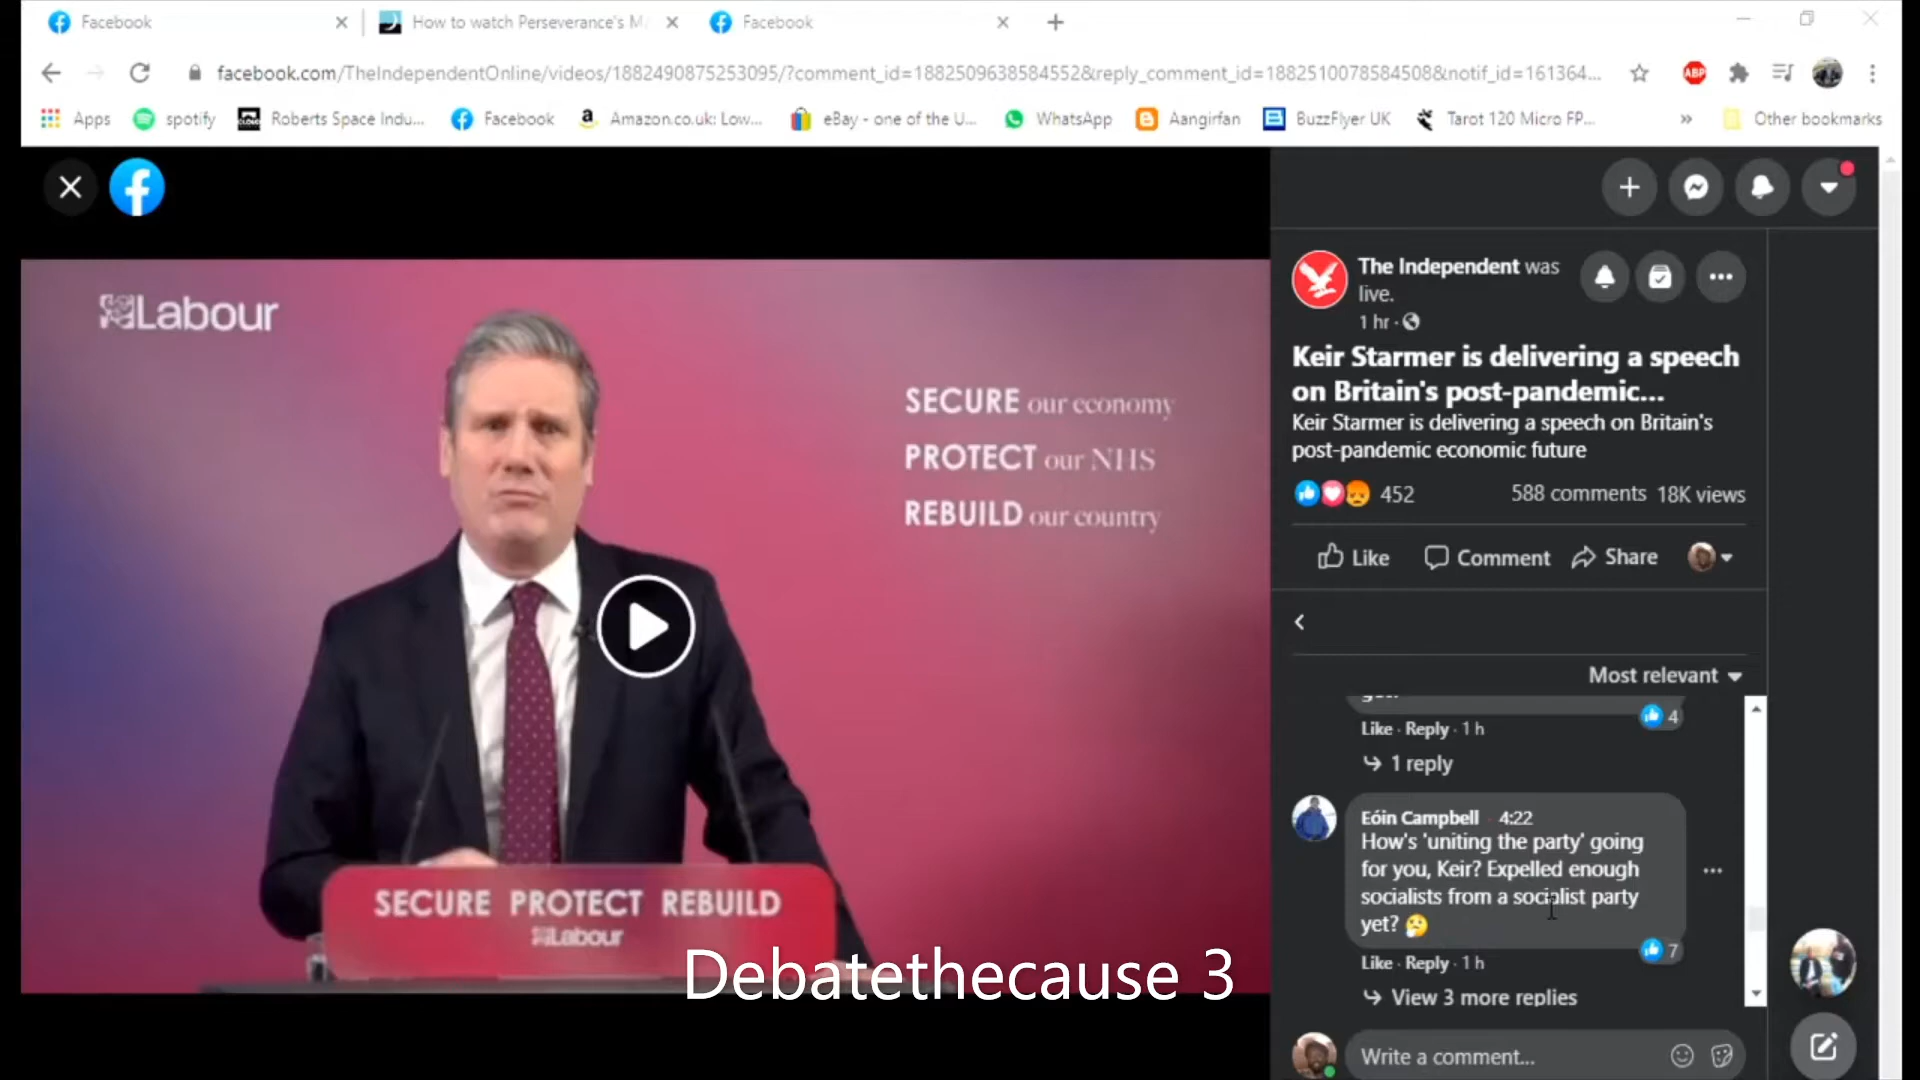 Facebook
How to watch Perseverance's M
Facebook
facebook.com/TheIndependentOnline/videos/1882490875253095/?comment_id=1882509638584552&reply_comment_id=1882510078584508&notif_id=161364...
ABP
Apps
spotify
Roberts Space Indu...
Facebook
Amazon.co.uk: Low...
eBay - one of the U...
WhatsApp
Aangirfan
BuzzFlyer UK
Tarot 120 Micro FP...
»
Other bookmarks
Labour
SECURE our economy
PROTECT our NHS
REBUILD our country
SECURE PROTECT REBUILD
Labour
Debatethecause 3
The Independent was
live.
1 hr ·
Keir Starmer is delivering a speech
on Britain's post-pandemic...
Keir Starmer is delivering a speech on Britain's
post-pandemic economic future
452 588 comments 18K views
Like Comment Share
Most relevant
4
Like · Reply · 1 h
1 reply
Eóin Campbell · 4:22
How's 'uniting the party' going
for you, Keir? Expelled enough
socialists from a socialist party
yet? 🤔
7
Like · Reply · 1 h
View 3 more replies
Write a comment...